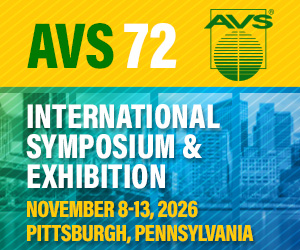 AVS 72
AVS®
INTERNATIONAL
SYMPOSIUM &
EXHIBITION
NOVEMBER 8-13, 2026
PITTSBURGH, PENNSYLVANIA